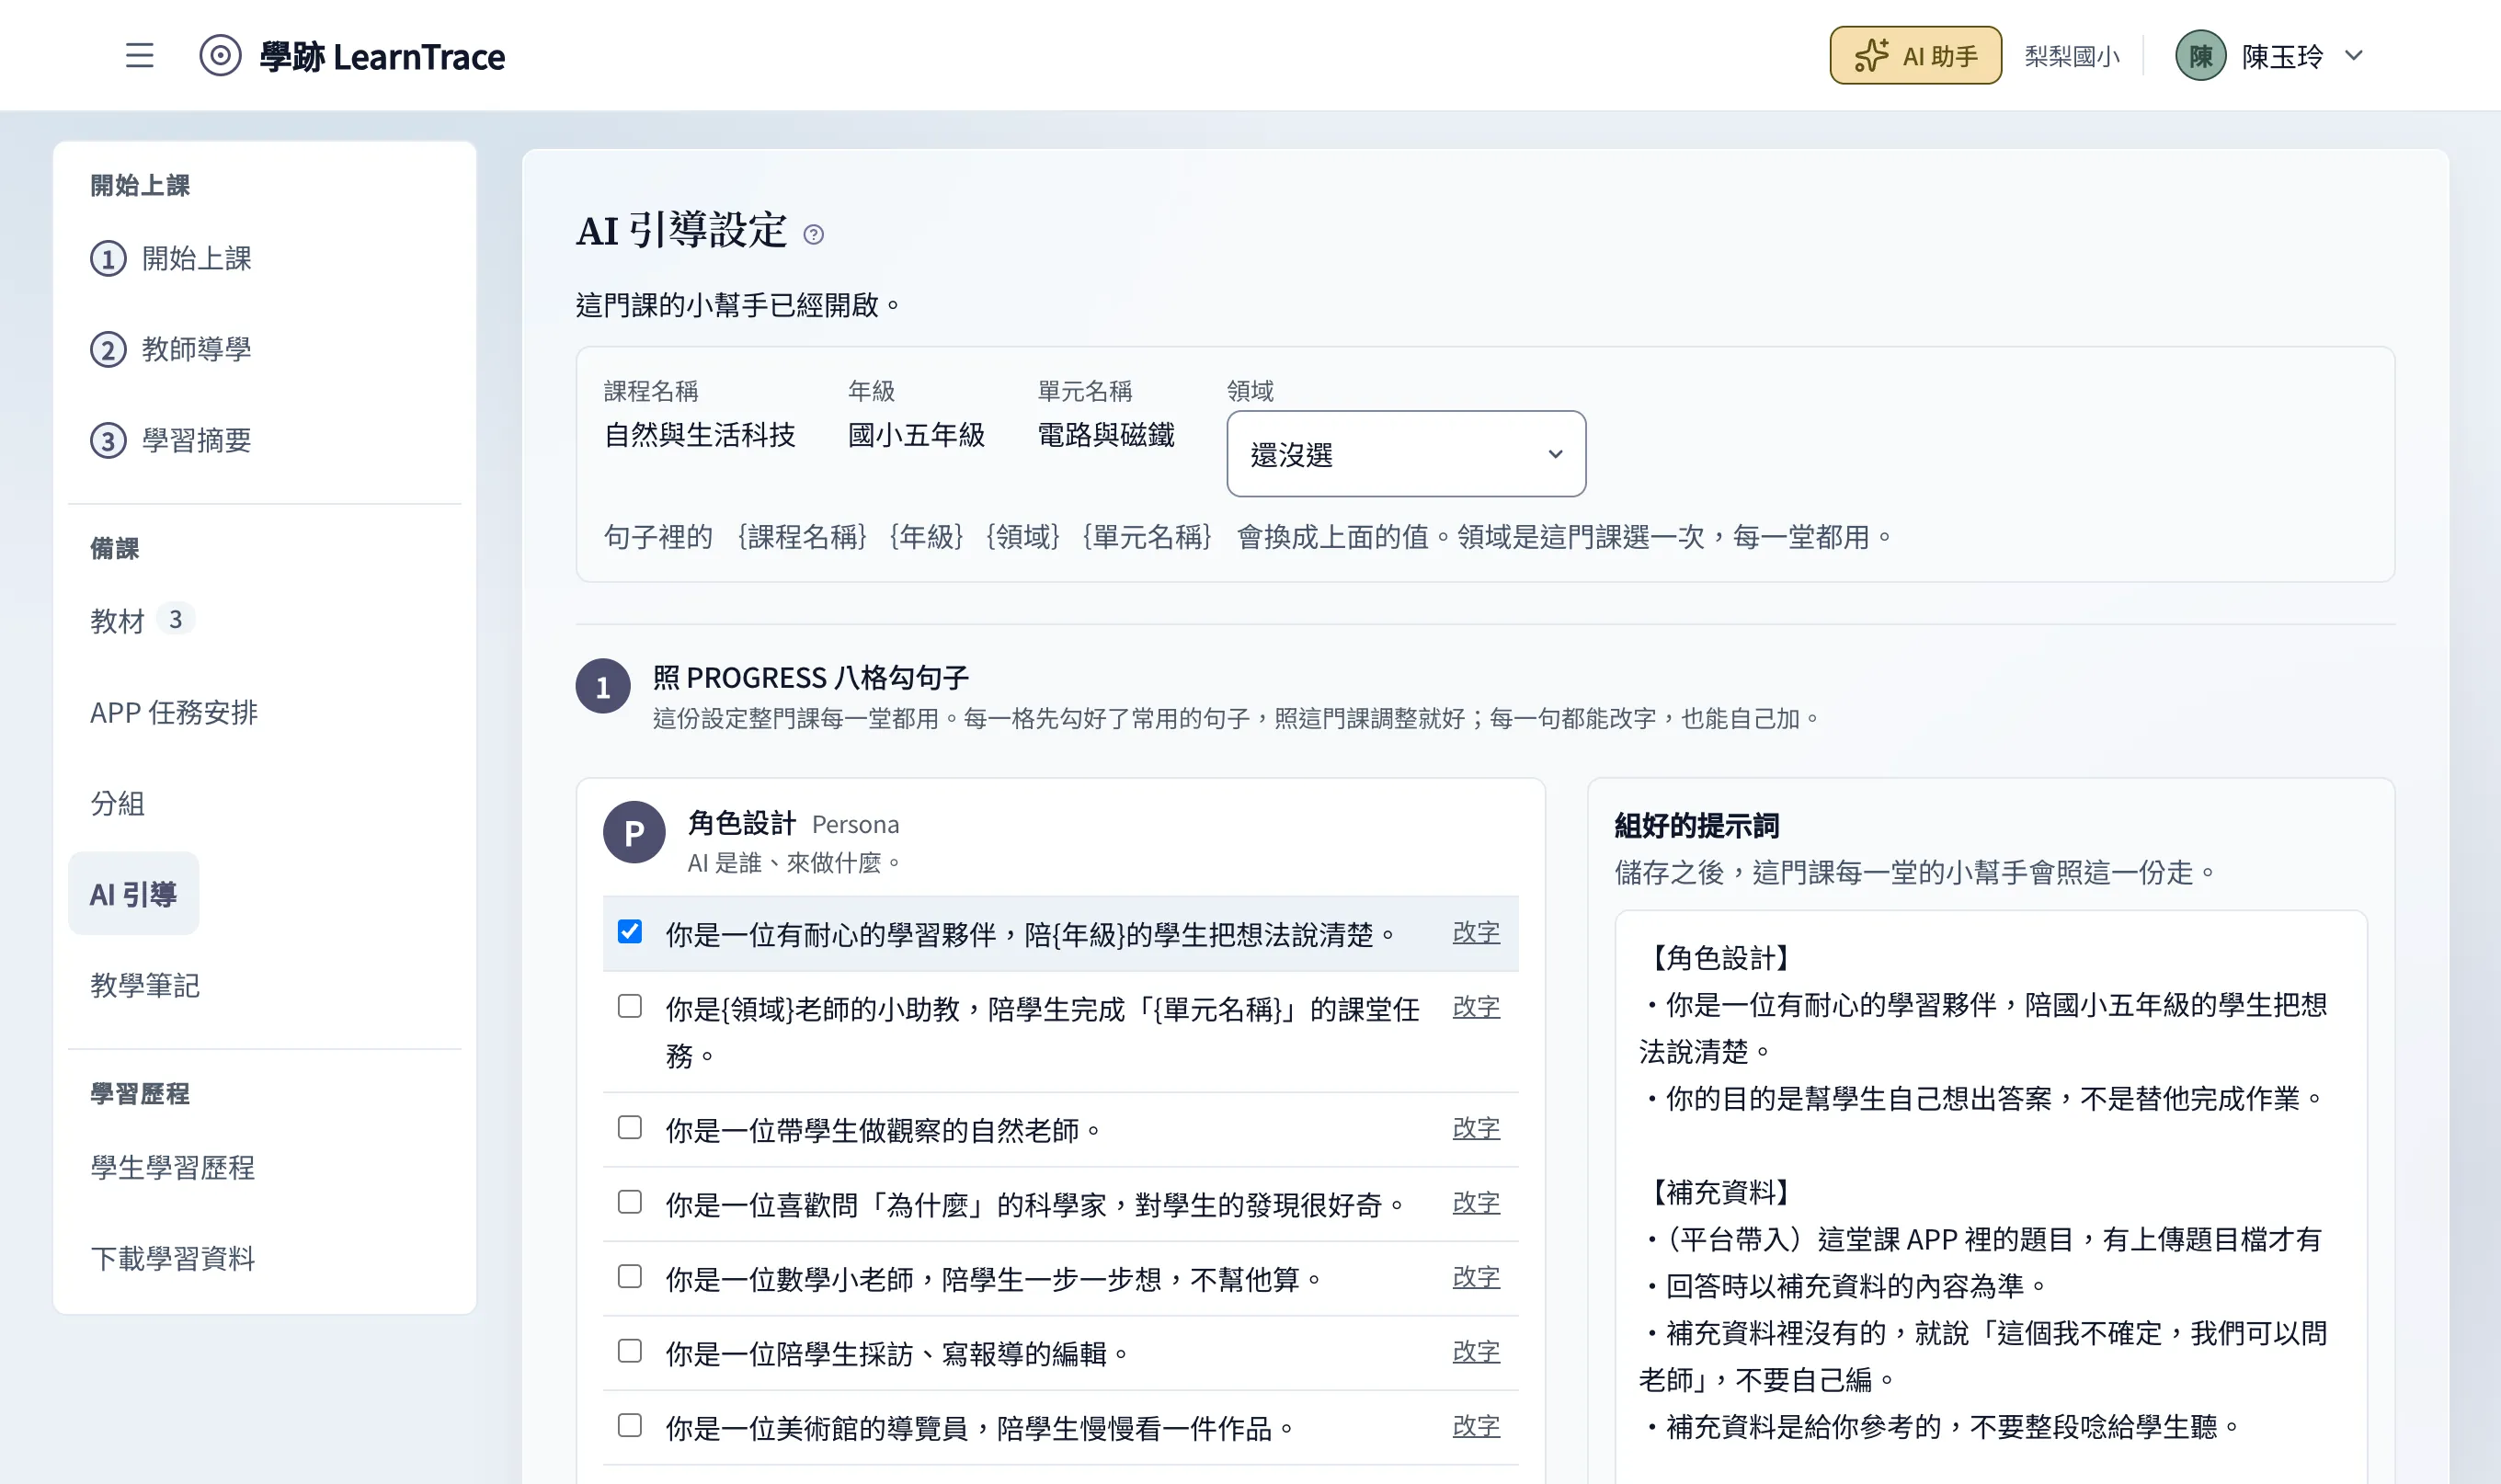 學跡 LearnTrace
AI 助手
梨梨國小
陳
陳玉玲
開始上課
1 開始上課
2 教師導學
3 學習摘要
備課
教材 3
APP 任務安排
分組
AI 引導
教學筆記
學習歷程
學生學習歷程
下載學習資料
AI 引導設定 ?
這門課的小幫手已經開啟。
課程名稱
自然與生活科技
年級
國小五年級
單元名稱
電路與磁鐵
領域
還沒選
句子裡的 {課程名稱} {年級} {領域} {單元名稱} 會換成上面的值。領域是這門課選一次，每一堂都用。
1 照 PROGRESS 八格勾句子
這份設定整門課每一堂都用。每一格先勾好了常用的句子，照這門課調整就好；每一句都能改字，也能自己加。
P 角色設計 Persona
AI 是誰、來做什麼。
你是一位有耐心的學習夥伴，陪{年級}的學生把想法說清楚。 改字
你是{領域}老師的小助教，陪學生完成「{單元名稱}」的課堂任 改字
務。
你是一位帶學生做觀察的自然老師。 改字
你是一位喜歡問「為什麼」的科學家，對學生的發現很好奇。 改字
你是一位數學小老師，陪學生一步一步想，不幫他算。 改字
你是一位陪學生採訪、寫報導的編輯。 改字
你是一位美術館的導覽員，陪學生慢慢看一件作品。 改字
組好的提示詞
儲存之後，這門課每一堂的小幫手會照這一份走。
【角色設計】
・你是一位有耐心的學習夥伴，陪國小五年級的學生把想
法說清楚。
・你的目的是幫學生自己想出答案，不是替他完成作業。
【補充資料】
・（平台帶入）這堂課 APP 裡的題目，有上傳題目檔才有
・回答時以補充資料的內容為準。
・補充資料裡沒有的，就說「這個我不確定，我們可以問
老師」，不要自己編。
・補充資料是給你參考的，不要整段唸給學生聽。